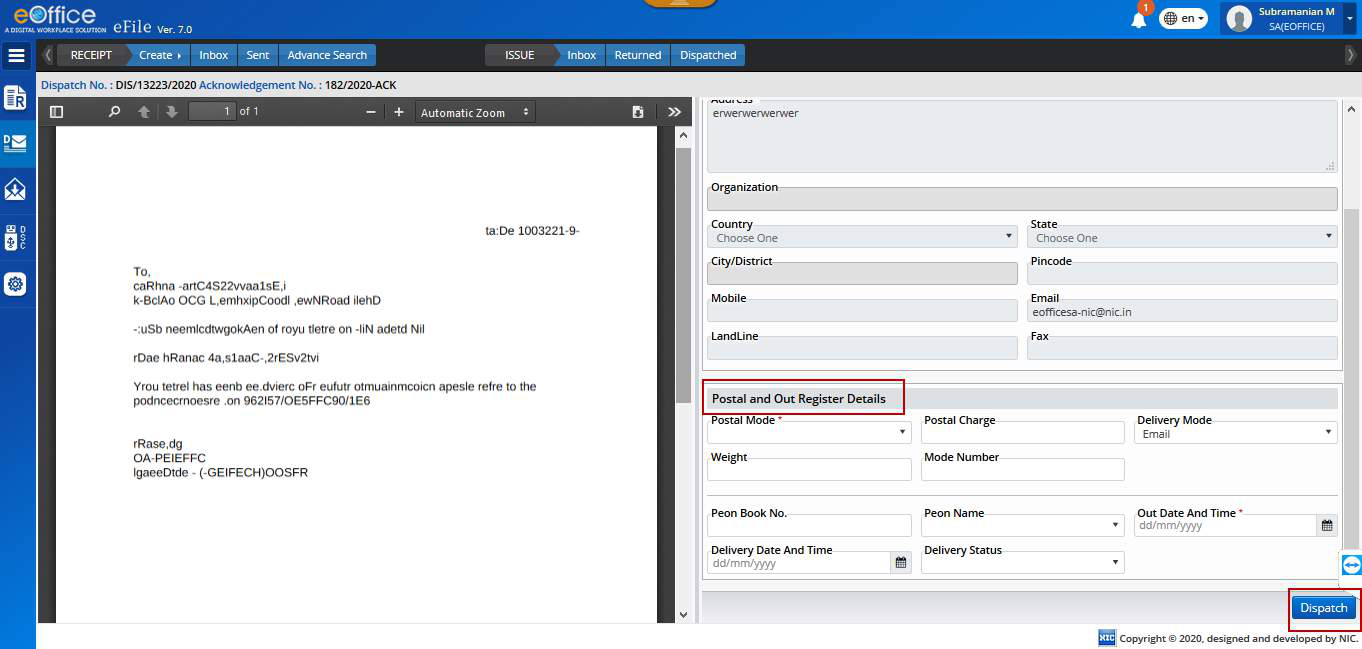 eOffice
A DIGITAL WORKPLACE SOLUTION
eFile Ver. 7.0
1
en
Subramanian M
SA(EOFFICE)
RECEIPT Create Inbox Sent Advance Search ISSUE Inbox Returned Dispatched
Dispatch No. : DIS/13223/2020 Acknowledgement No. : 182/2020-ACK
R
D
DSC
1 of 1 Automatic Zoom
ta:De 1003221-9-
To,
caRhna -artC4S22vvaa1sE,i
k-BclAo OCG L,emhxipCoodl ,ewNRoad ilehD
-:uSb neemlcdtwgokAen of royu tletre on -liN adetd Nil
rDae hRanac 4a,s1aaC-,2rESv2tvi
Yrou tetrel has eenb ee.dvierc oFr eufutr otmuainmcoicn apesle refre to the
podncecrnoesre .on 962I57/OE5FFC90/1E6
rRase,dg
OA-PEIEFFC
lgaeeDtde - (-GEIFECH)OOSFR
Address
erwerwerwerwer
Organization
Country State
Choose One Choose One
City/District Pincode
Mobile Email
eofficesa-nic@nic.in
LandLine Fax
Postal and Out Register Details
Postal Mode * Postal Charge Delivery Mode
Email
Weight Mode Number
Peon Book No. Peon Name Out Date And Time *
dd/mm/yyyy
Delivery Date And Time Delivery Status
dd/mm/yyyy
Dispatch
NIC Copyright © 2020, designed and developed by NIC.